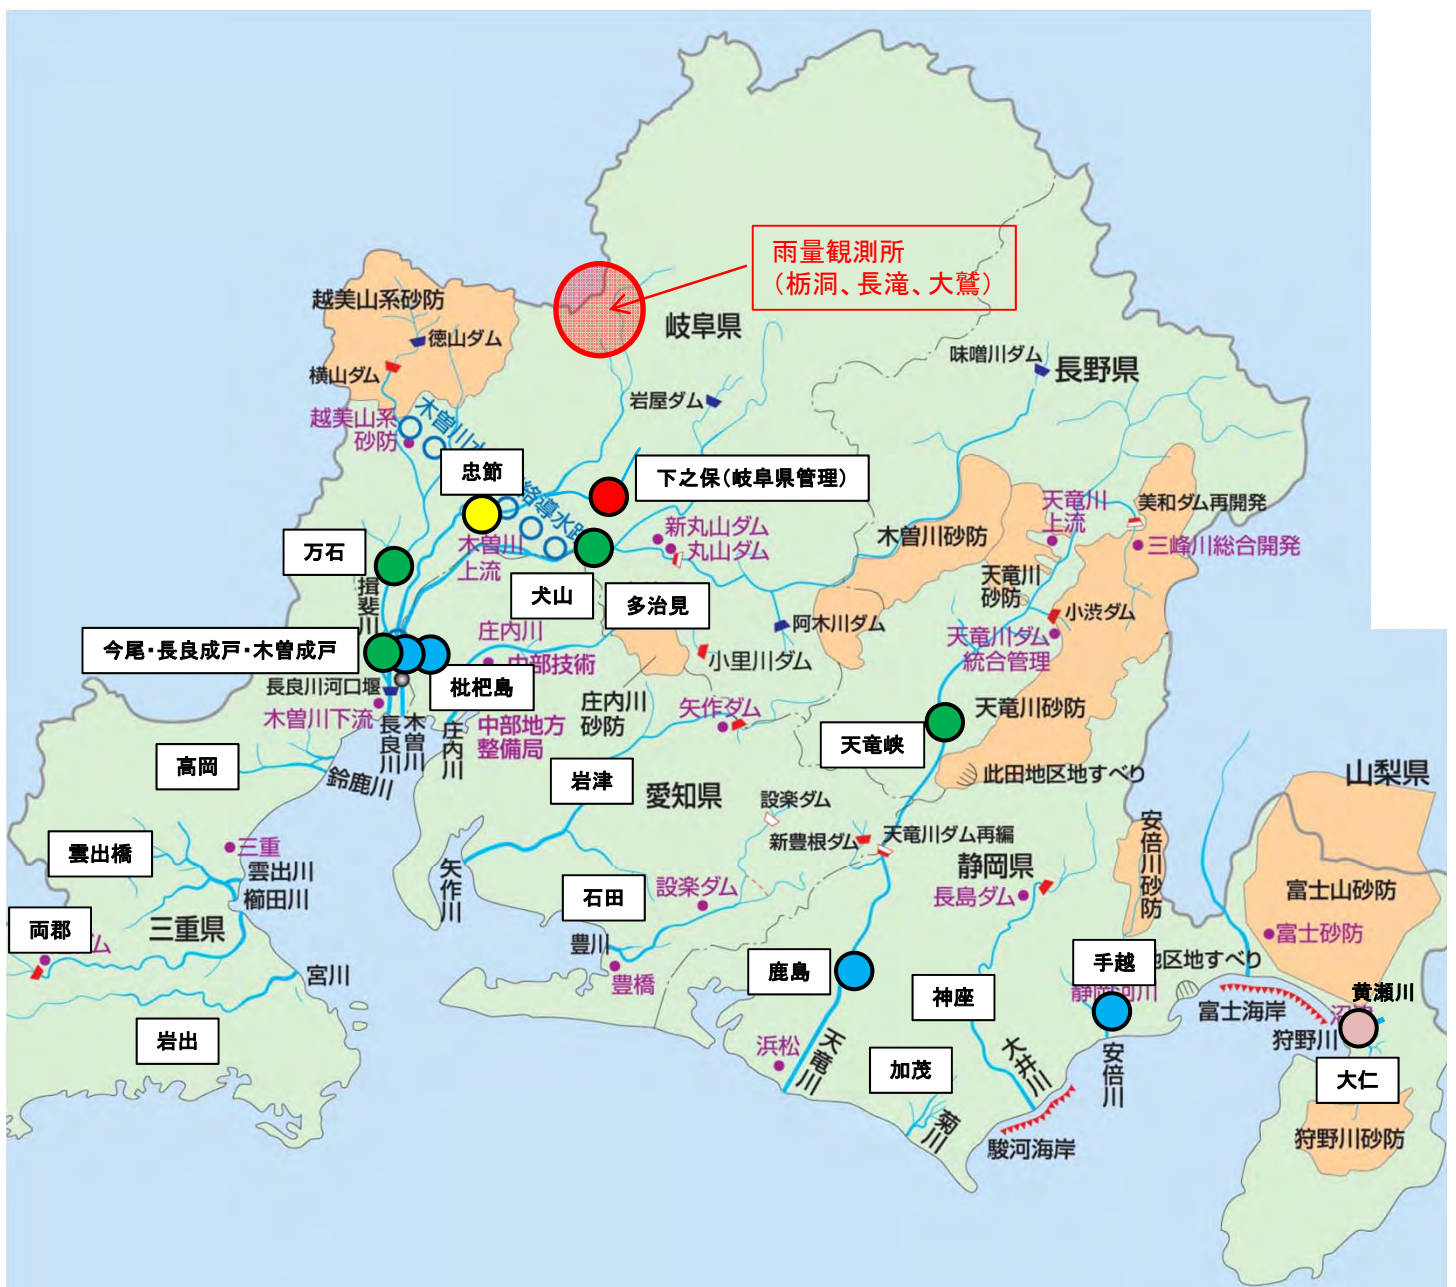 雨量観測所
（栃洞、長滝、大鷲）
越美山系砂防
徳山ダム
横山ダム
岐阜県
味噌川ダム
長野県
岩屋ダム
越美山系
砂防
木曽川水
絡導水路
忠節
下之保（岐阜県管理）
天竜川
上流
美和ダム再開発
新丸山ダム
丸山ダム
木曽川
上流
木曽川砂防
三峰川総合開発
万石
揖斐川
犬山
多治見
天竜川
砂防
小渋ダム
阿木川ダム
庄内川
天竜川ダム
統合管理
今尾・長良成戸・木曽成戸
中部技術
小里川ダム
長良川河口堰
枇杷島
庄内川
砂防
矢作ダム
天竜川砂防
木曽川下流
長良川
木曽川
庄内川
中部地方
整備局
天竜峡
高岡
鈴鹿川
岩津
愛知県
此田地区地すべり
山梨県
設楽ダム
新豊根ダム
天竜川ダム再編
安倍川砂防
雲出橋
三重
雲出川
櫛田川
矢作川
静岡県
石田
設楽ダム
長島ダム
富士山砂防
両郡
ム
三重県
豊川
豊橋
富士砂防
宮川
鹿島
手越
地区地すべり
静岡河川
神座
黄瀬川
富士海岸
沼津
狩野川
岩出
浜松
天竜川
加茂
大井川
安倍川
大仁
菊川
駿河海岸
狩野川砂防